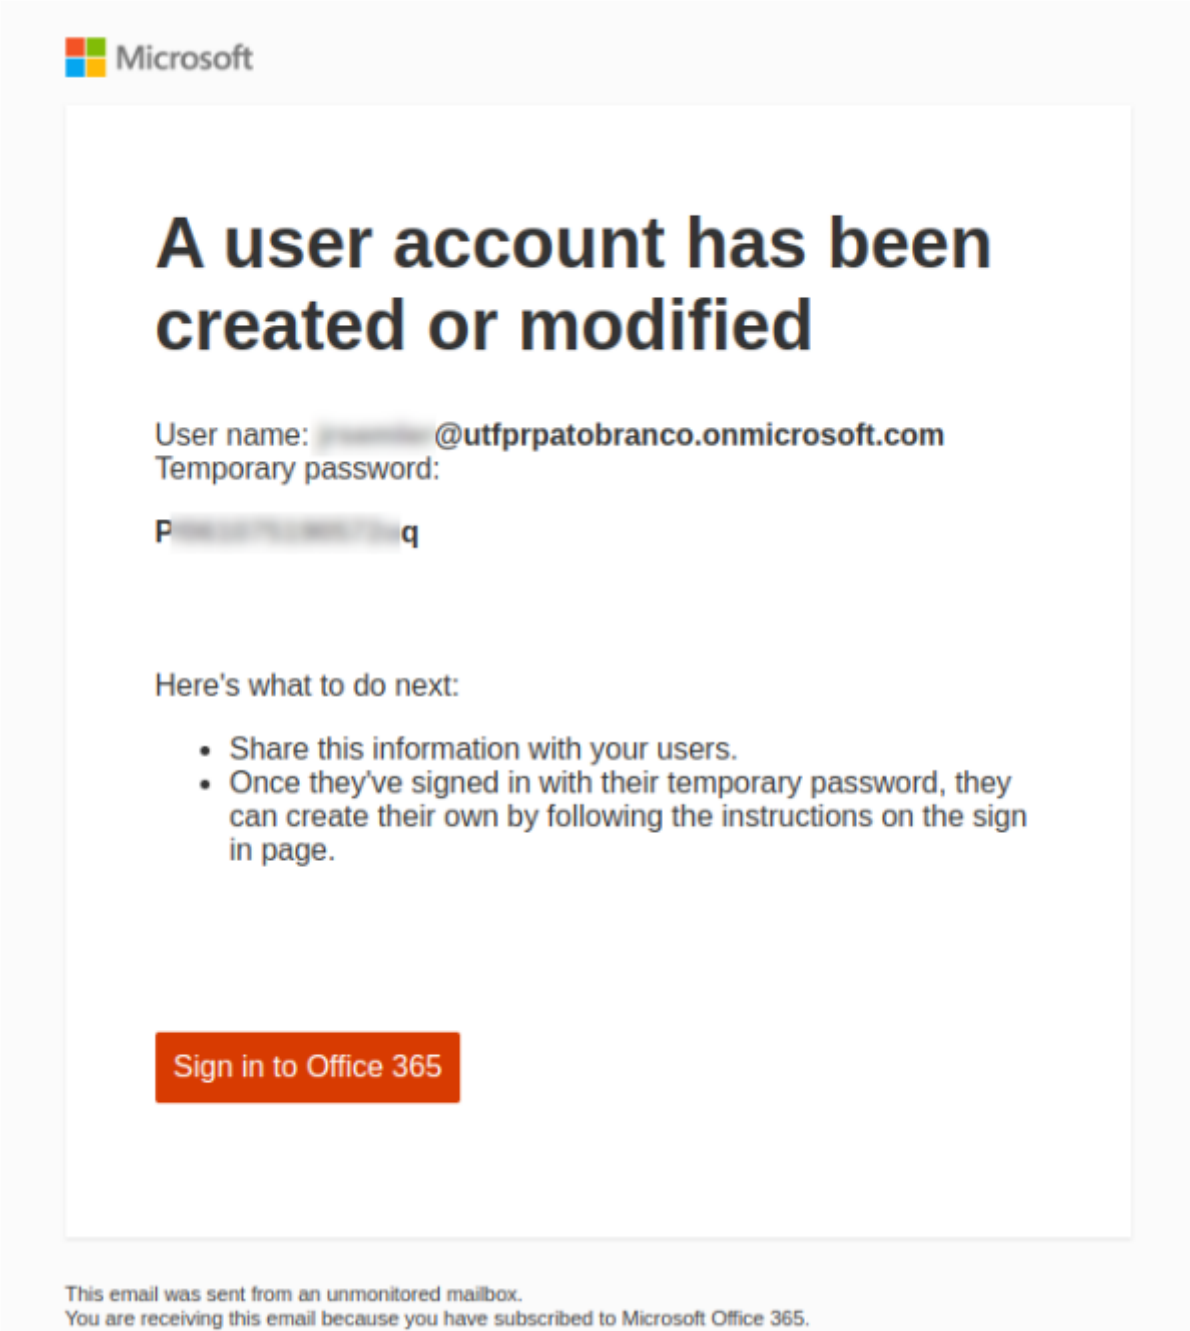 Microsoft
A user account has been
created or modified
User name: @utfprpatobranco.onmicrosoft.com
Temporary password:
P q
Here's what to do next:
• Share this information with your users.
• Once they've signed in with their temporary password, they
can create their own by following the instructions on the sign
in page.
Sign in to Office 365
This email was sent from an unmonitored mailbox.
You are receiving this email because you have subscribed to Microsoft Office 365.